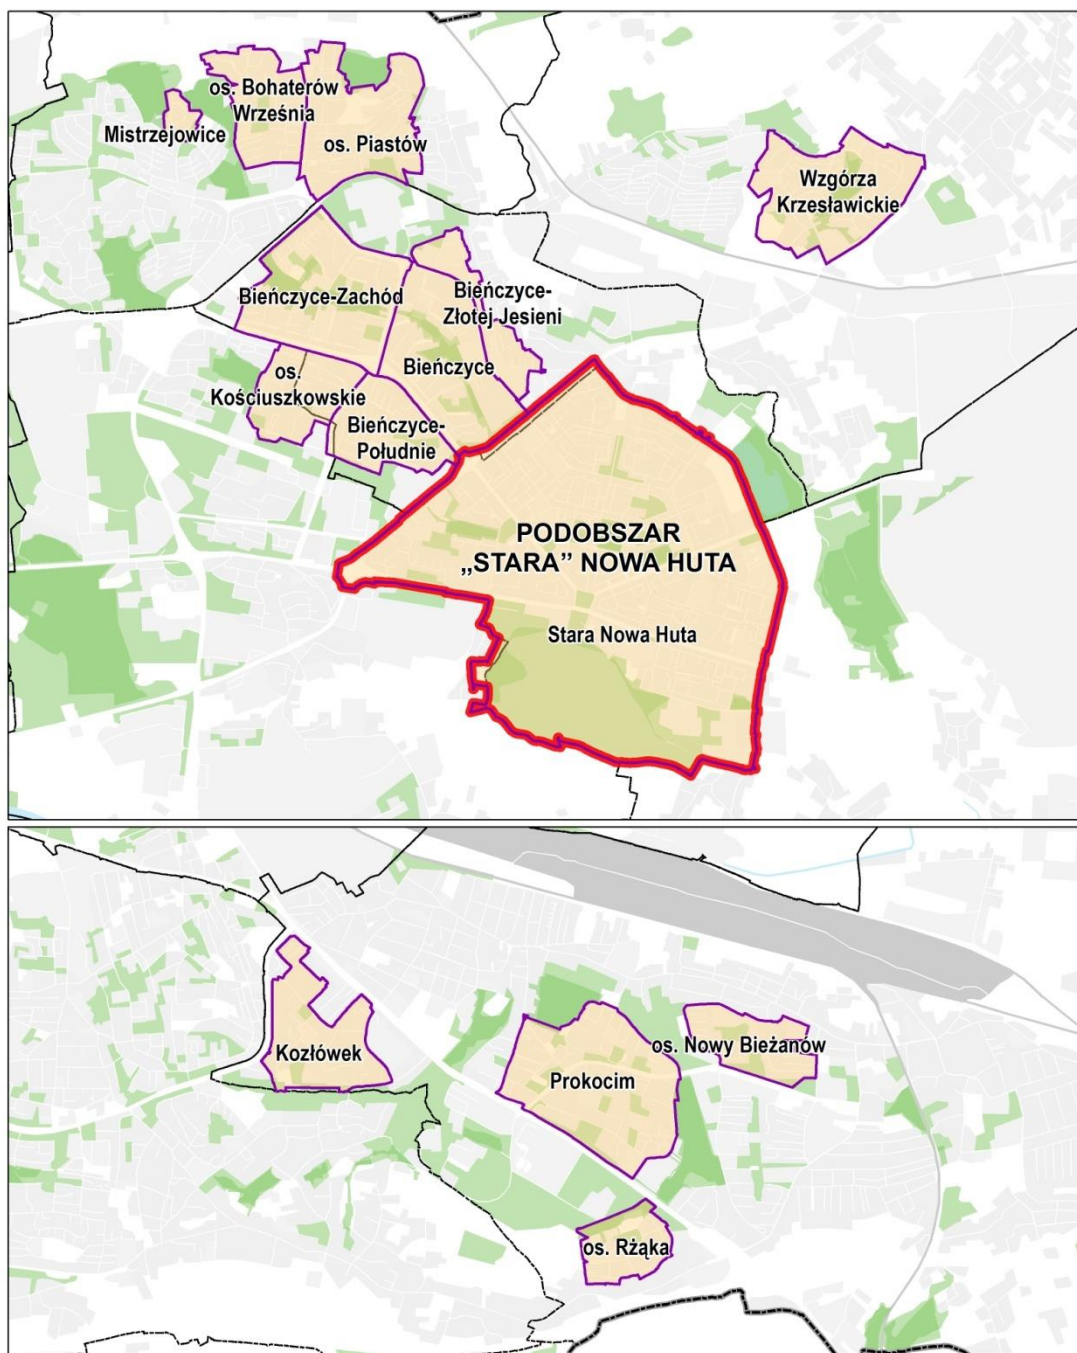 os. Bohaterów
Września
Mistrzejowice
os. Piastów
Wzgórza
Krzesławickie
Bieńczyce-Zachód
Bieńczyce-
Złotej Jesieni
Bieńczyce
os.
Kościuszkowskie
Bieńczyce-
Południe
PODOBSZAR
„STARA” NOWA HUTA
Stara Nowa Huta
Kozłówek
os. Nowy Bieżanów
Prokocim
os. Rżąka